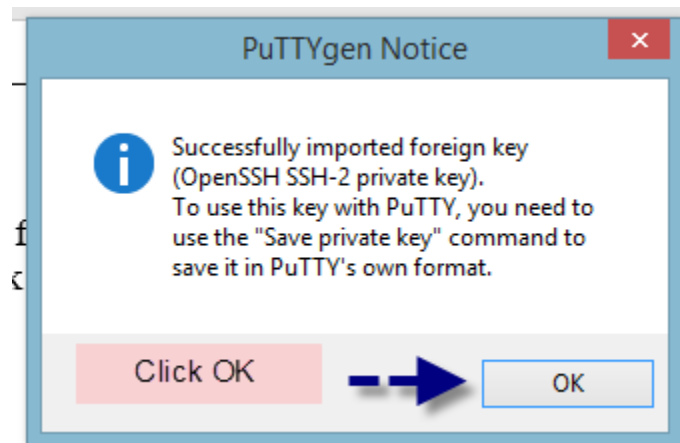 PuTTYgen Notice
Successfully imported foreign key
(OpenSSH SSH-2 private key).
To use this key with PuTTY, you need to
use the "Save private key" command to
save it in PuTTY's own format.
Click OK
OK